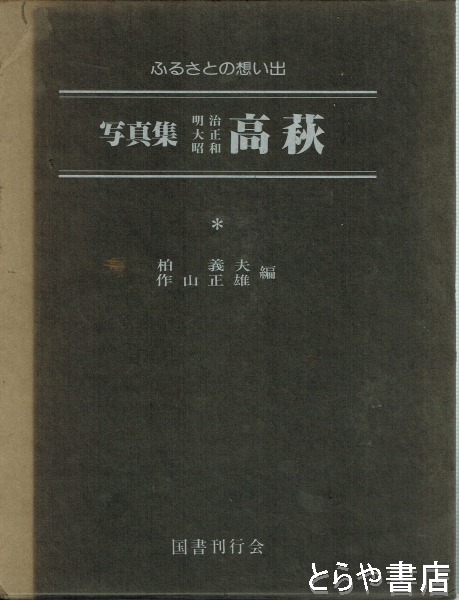 ふるさとの想い出
写真集 明治大正昭和 高萩
*
柏義夫
作山正雄 編
国書刊行会
とらや書店